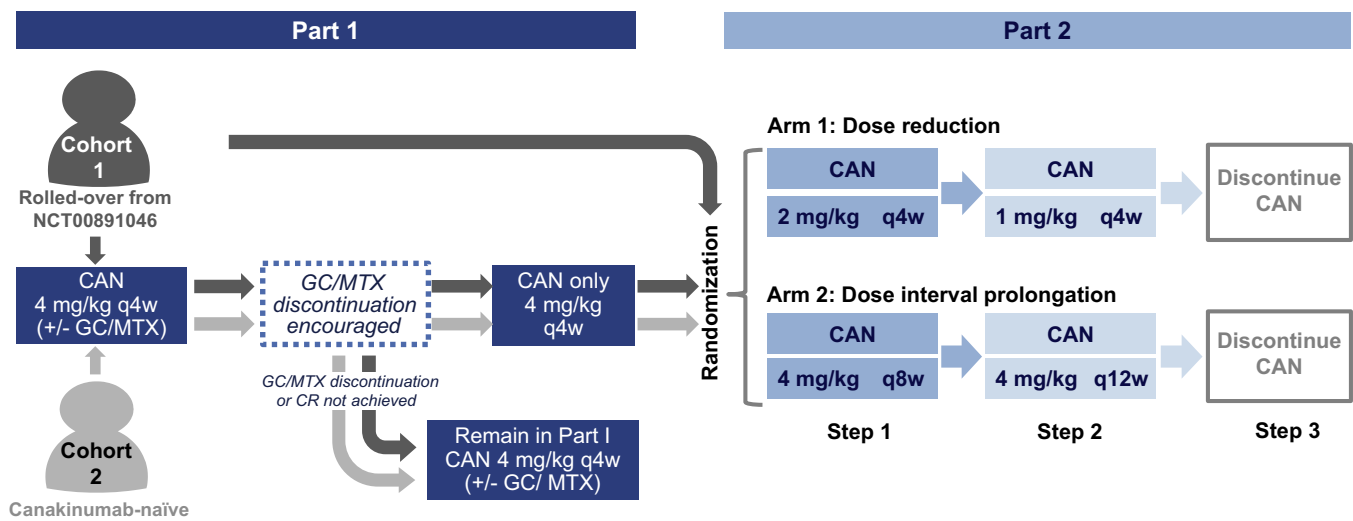 Part 1
Part 2
Cohort
1
Rolled-over from
NCT00891046
CAN
4 mg/kg q4w
(+/- GC/MTX)
GC/MTX
discontinuation
encouraged
CAN only
4 mg/kg
q4w
GC/MTX discontinuation
or CR not achieved
Remain in Part I
CAN 4 mg/kg q4w
(+/- GC/ MTX)
Cohort
2
Canakinumab-naïve
Randomization
Arm 1: Dose reduction
CAN
2 mg/kg q4w
CAN
1 mg/kg q4w
Discontinue
CAN
Arm 2: Dose interval prolongation
CAN
4 mg/kg q8w
CAN
4 mg/kg q12w
Discontinue
CAN
Step 1
Step 2
Step 3